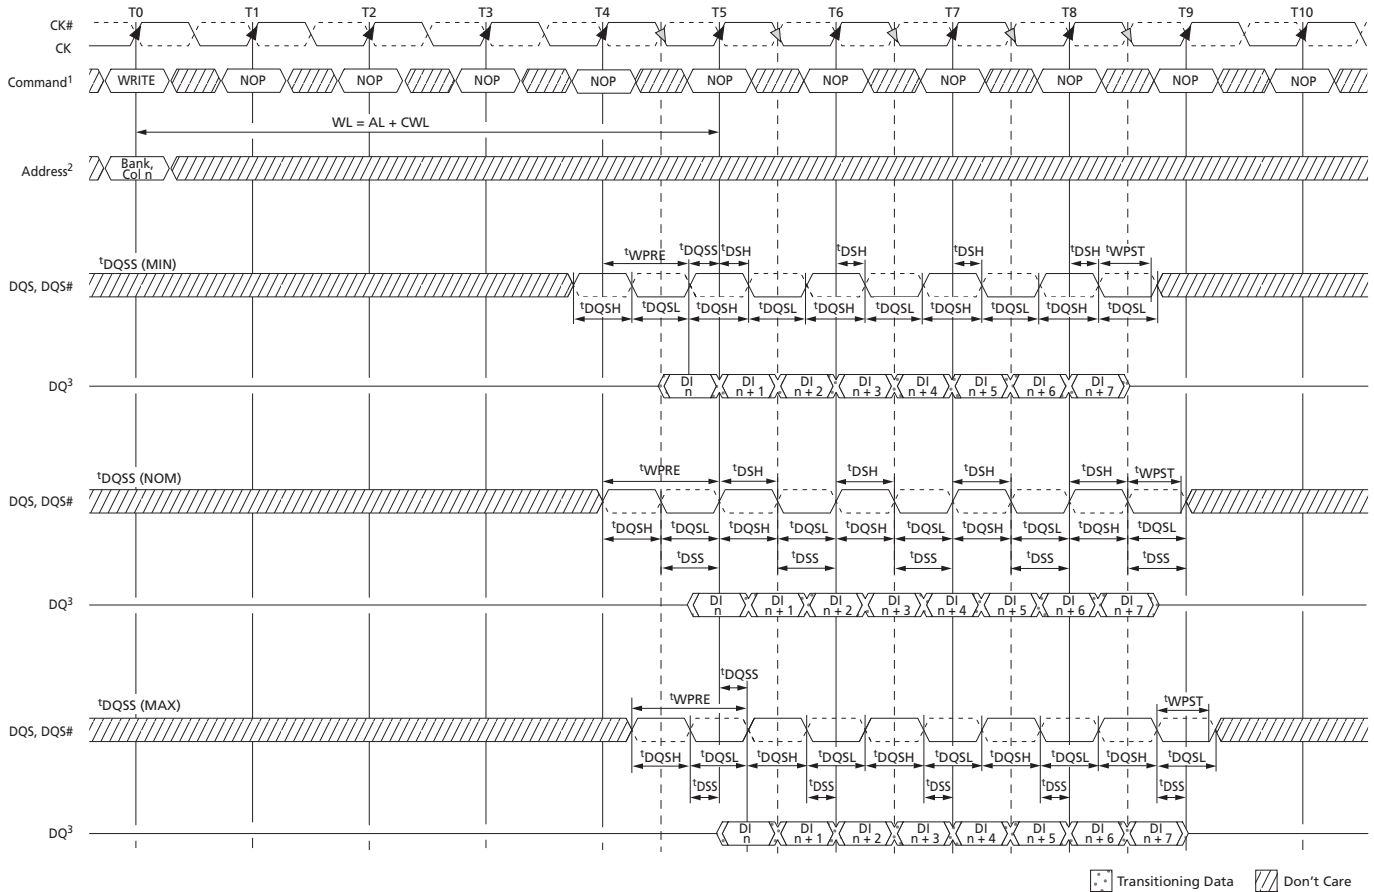 T0 T1 T2 T3 T4 T5 T6 T7 T8 T9 T10
CK#
CK
Command1 WRITE NOP NOP NOP NOP NOP NOP NOP NOP NOP NOP
WL = AL + CWL
Address2 Bank, Col n
tDQSS (MIN) tWPRE tDQSS tDSH tDSH tDSH tDSH tWPST
DQS, DQS#
tDQSH tDQSL tDQSH tDQSL tDQSH tDQSL tDQSH tDQSL tDQSH tDQSL
DQ3 DI n DI n + 1 DI n + 2 DI n + 3 DI n + 4 DI n + 5 DI n + 6 DI n + 7
tDQSS (NOM) tWPRE tDSH tDSH tDSH tDSH tWPST
DQS, DQS#
tDQSH tDQSL tDQSH tDQSL tDQSH tDQSL tDQSH tDQSL tDQSH tDQSL
tDSS tDSS tDSS tDSS tDSS
DQ3 DI n DI n + 1 DI n + 2 DI n + 3 DI n + 4 DI n + 5 DI n + 6 DI n + 7
tDQSS
tDQSS (MAX) tWPRE tWPST
DQS, DQS#
tDQSH tDQSL tDQSH tDQSL tDQSH tDQSL tDQSH tDQSL tDQSH tDQSL
tDSS tDSS tDSS tDSS tDSS
DQ3 DI n DI n + 1 DI n + 2 DI n + 3 DI n + 4 DI n + 5 DI n + 6 DI n + 7
Transitioning Data Don't Care